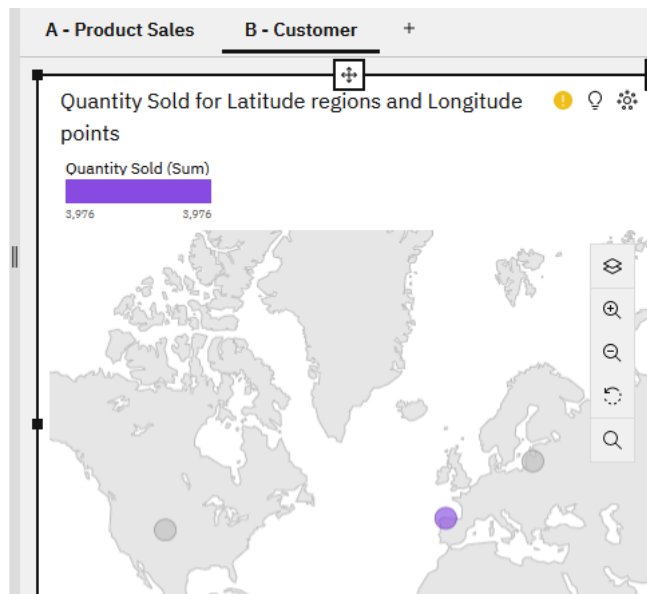 A - Product Sales
B - Customer
+
Quantity Sold for Latitude regions and Longitude
points
Quantity Sold (Sum)
3,976 3,976